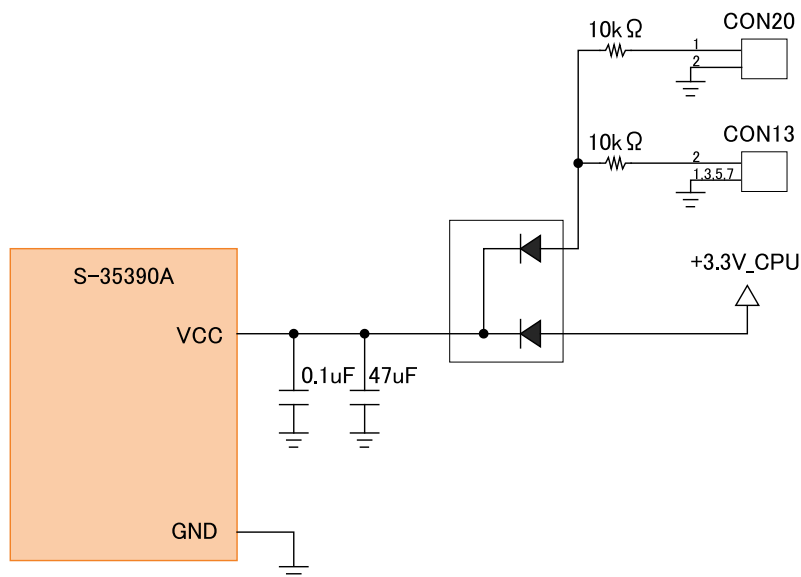 CON20
10kΩ
1
2
CON13
10kΩ
2
1.3.5.7
+3.3V_CPU
S-35390A
VCC
0.1uF
47uF
GND